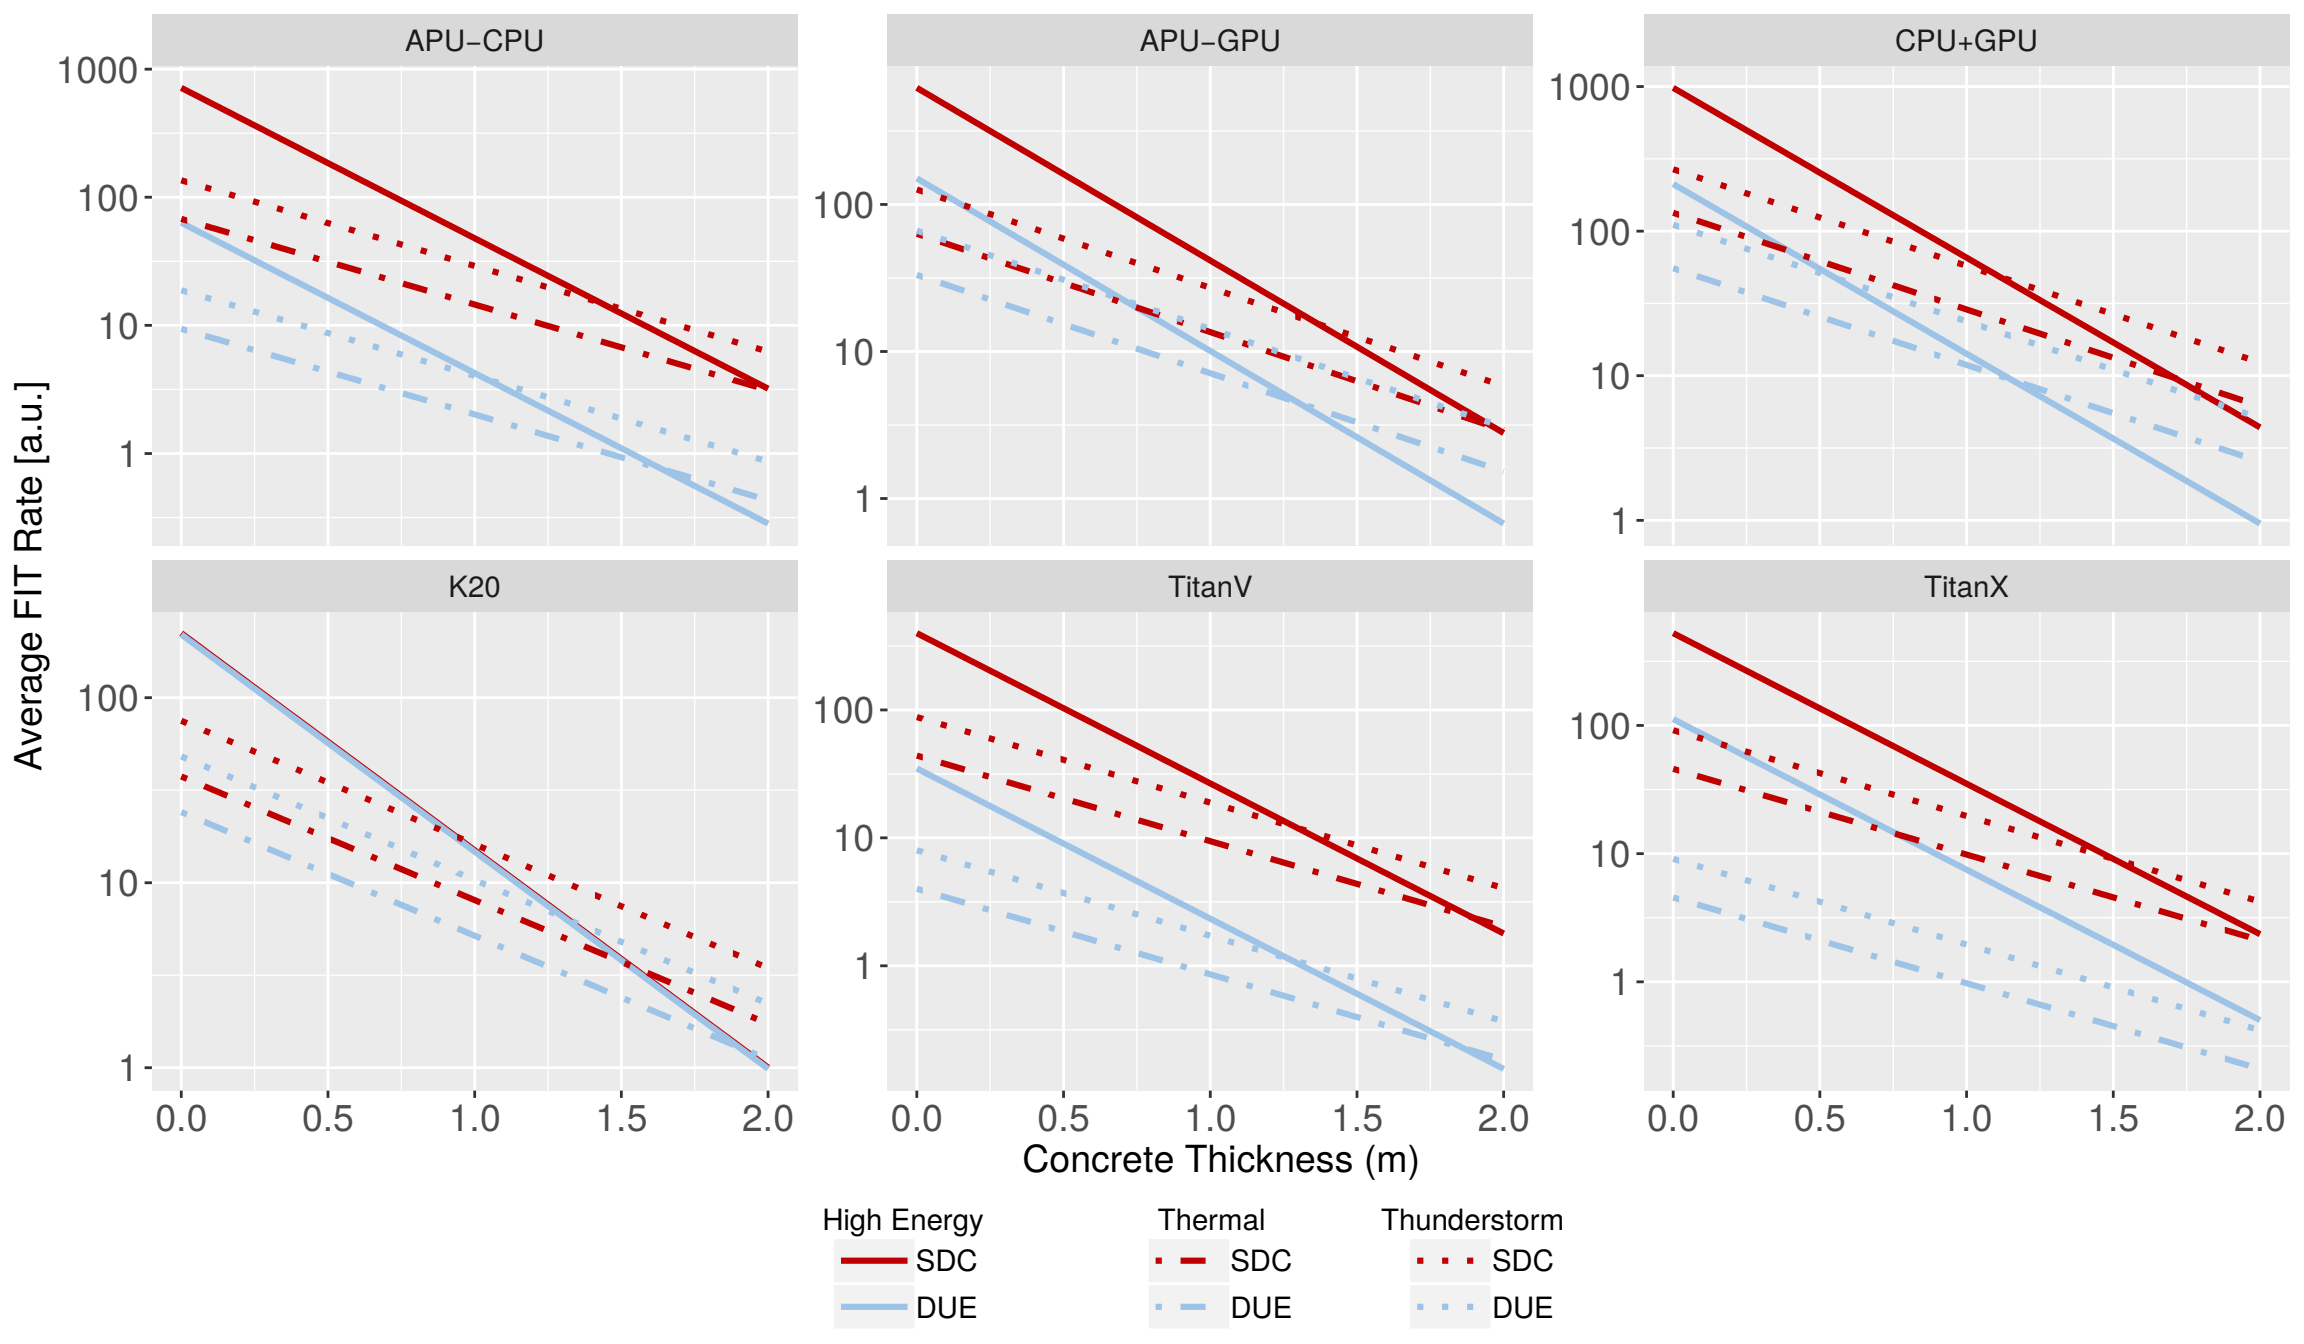 APU−CPU
APU−GPU
CPU+GPU
1000
100
10
1
100
10
1
1000
100
10
1
Average FIT Rate [a.u.]
K20
TitanV
TitanX
100
10
1
100
10
1
100
10
1
0.0 0.5 1.0 1.5 2.0
0.0 0.5 1.0 1.5 2.0
0.0 0.5 1.0 1.5 2.0
Concrete Thickness (m)
High Energy
SDC
DUE
Thermal
SDC
DUE
Thunderstorm
SDC
DUE